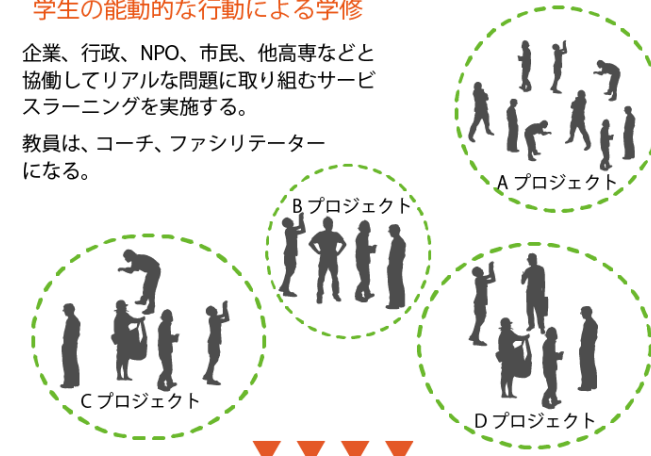 学生の能動的な行動による学修
企業、行政、NPO、市民、他高専などと
協働してリアルな問題に取り組むサービ
スラーニングを実施する。
教員は、コーチ、ファシリテーター
になる。
A プロジェクト
B プロジェクト
C プロジェクト
D プロジェクト